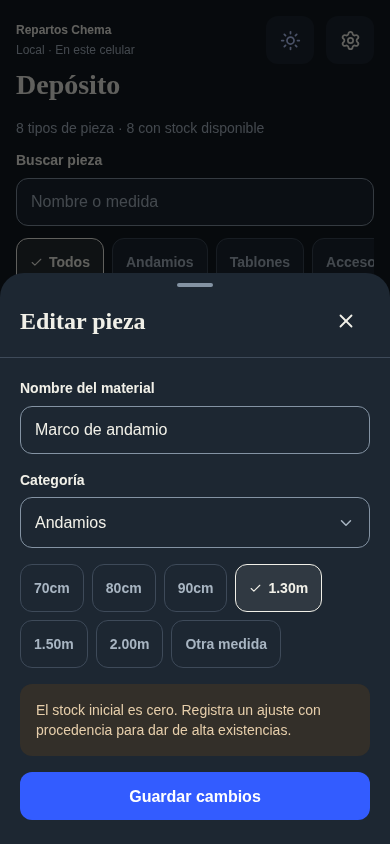 Repartos Chema
Local · En este celular
Depósito
8 tipos de pieza · 8 con stock disponible
Buscar pieza
Nombre o medida
Todos
Andamios
Tablones
Acceso
Editar pieza
Nombre del material
Marco de andamio
Categoría
Andamios
70cm
80cm
90cm
1.30m
1.50m
2.00m
Otra medida
El stock inicial es cero. Registra un ajuste con
procedencia para dar de alta existencias.
Guardar cambios